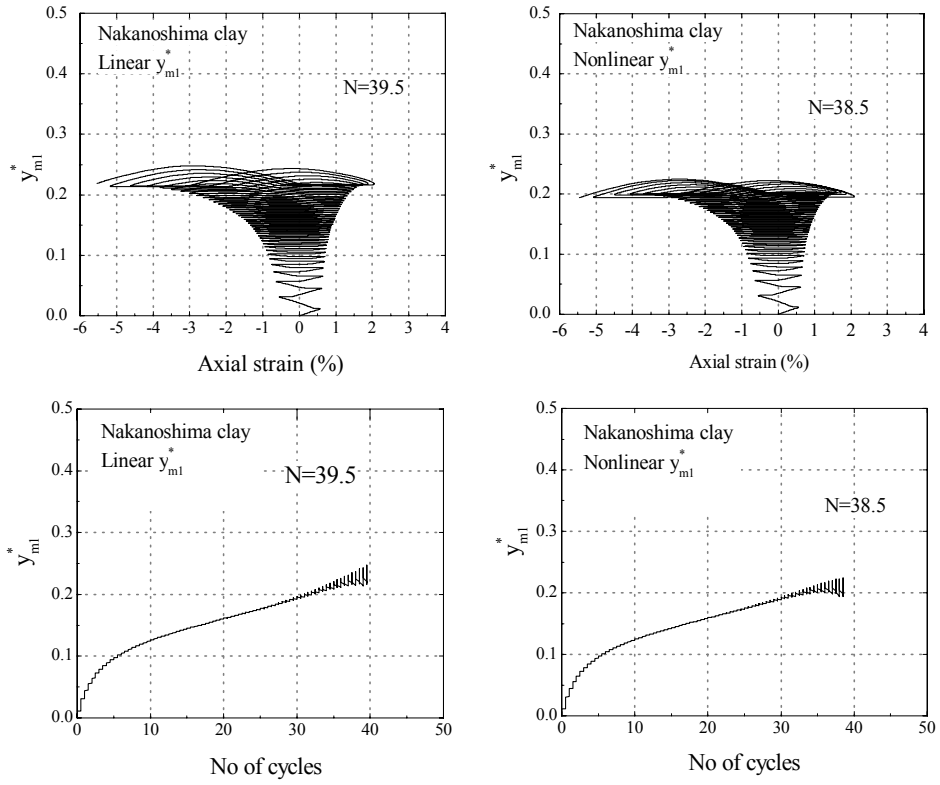 Nakanoshima clay
Linear y*m1
N=39.5
0.5
0.4
0.3
0.2
0.1
0.0
y*m1
-6 -5 -4 -3 -2 -1 0 1 2 3 4
Axial strain (%)
Nakanoshima clay
Nonlinear y*m1
N=38.5
0.5
0.4
0.3
0.2
0.1
0.0
y*m1
-6 -5 -4 -3 -2 -1 0 1 2 3 4
Axial strain (%)
Nakanoshima clay
Linear y*m1
N=39.5
0.5
0.4
0.3
0.2
0.1
0.0
y*m1
0 10 20 30 40 50
No of cycles
Nakanoshima clay
Nonlinear y*m1
N=38.5
0.5
0.4
0.3
0.2
0.1
0.0
y*m1
0 10 20 30 40 50
No of cycles